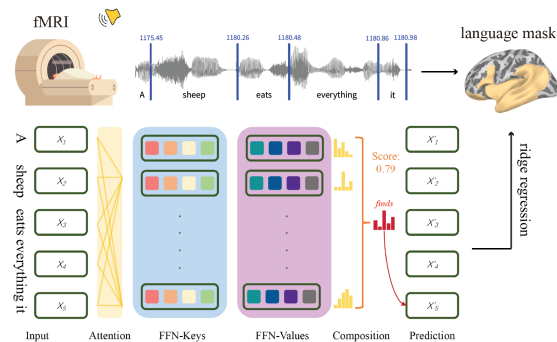 fMRI
1175.45 1180.26 1180.48 1180.86 1180.98
language mask
A sheep eats everything it
A sheep eats everything it
X1
X2
X3
X4
X5
Score:
0.79
finds
X'1
X'2
X'3
X'4
X'5
ridge regression
Input Attention FFN-Keys FFN-Values Composition Prediction